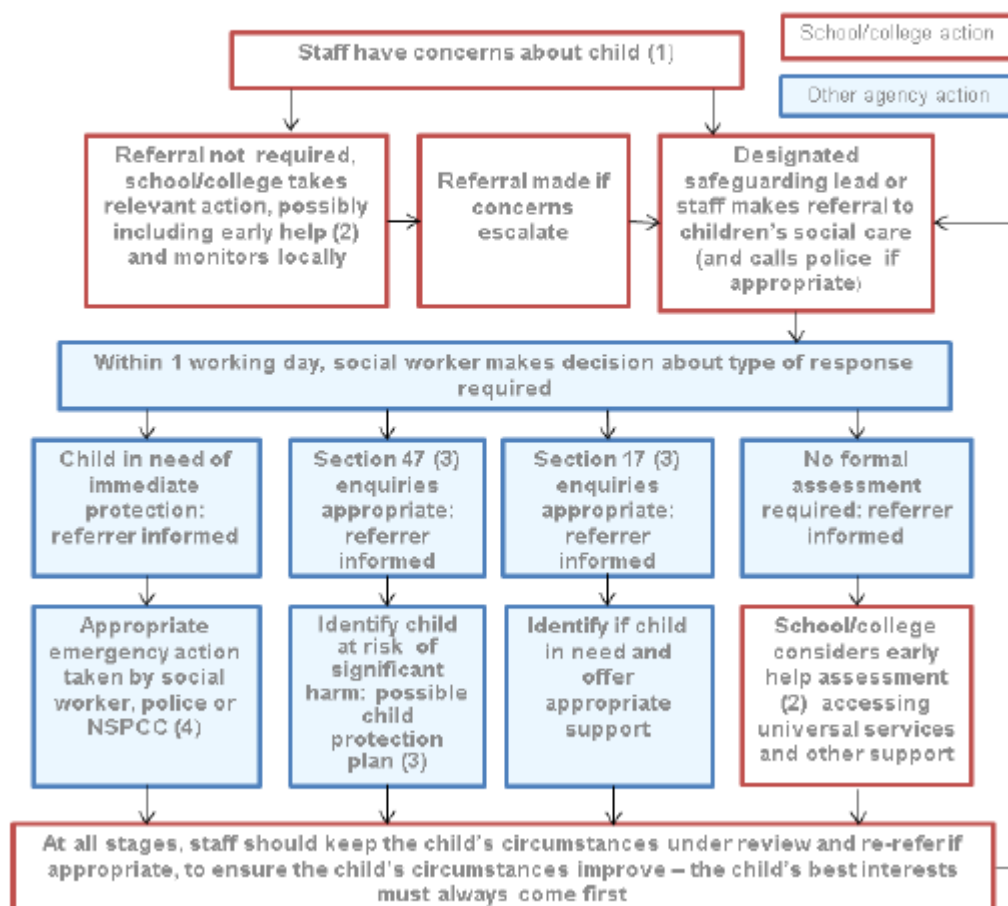 School/college action
Staff have concerns about child (1)
Other agency action
Referral not required,
school/college takes
relevant action, possibly
including early help (2)
and monitors locally
Referral made if
concerns
escalate
Designated
safeguarding lead or
staff makes referral to
children's social care
(and calls police if
appropriate)
Within 1 working day, social worker makes decision about type of response
required
Child in need of
immediate
protection:
referrer informed
Section 47 (3)
enquiries
appropriate:
referrer
informed
Section 17 (3)
enquiries
appropriate:
referrer
informed
No formal
assessment
required: referrer
informed
Appropriate
emergency action
taken by social
worker, police or
NSPCC (4)
Identify child
at risk of
significant
harm: possible
child
protection
plan (3)
Identify if child
in need and
offer
appropriate
support
School/college
considers early
help assessment
(2) accessing
universal services
and other support
At all stages, staff should keep the child's circumstances under review and re-refer if
appropriate, to ensure the child's circumstances improve – the child's best interests
must always come first